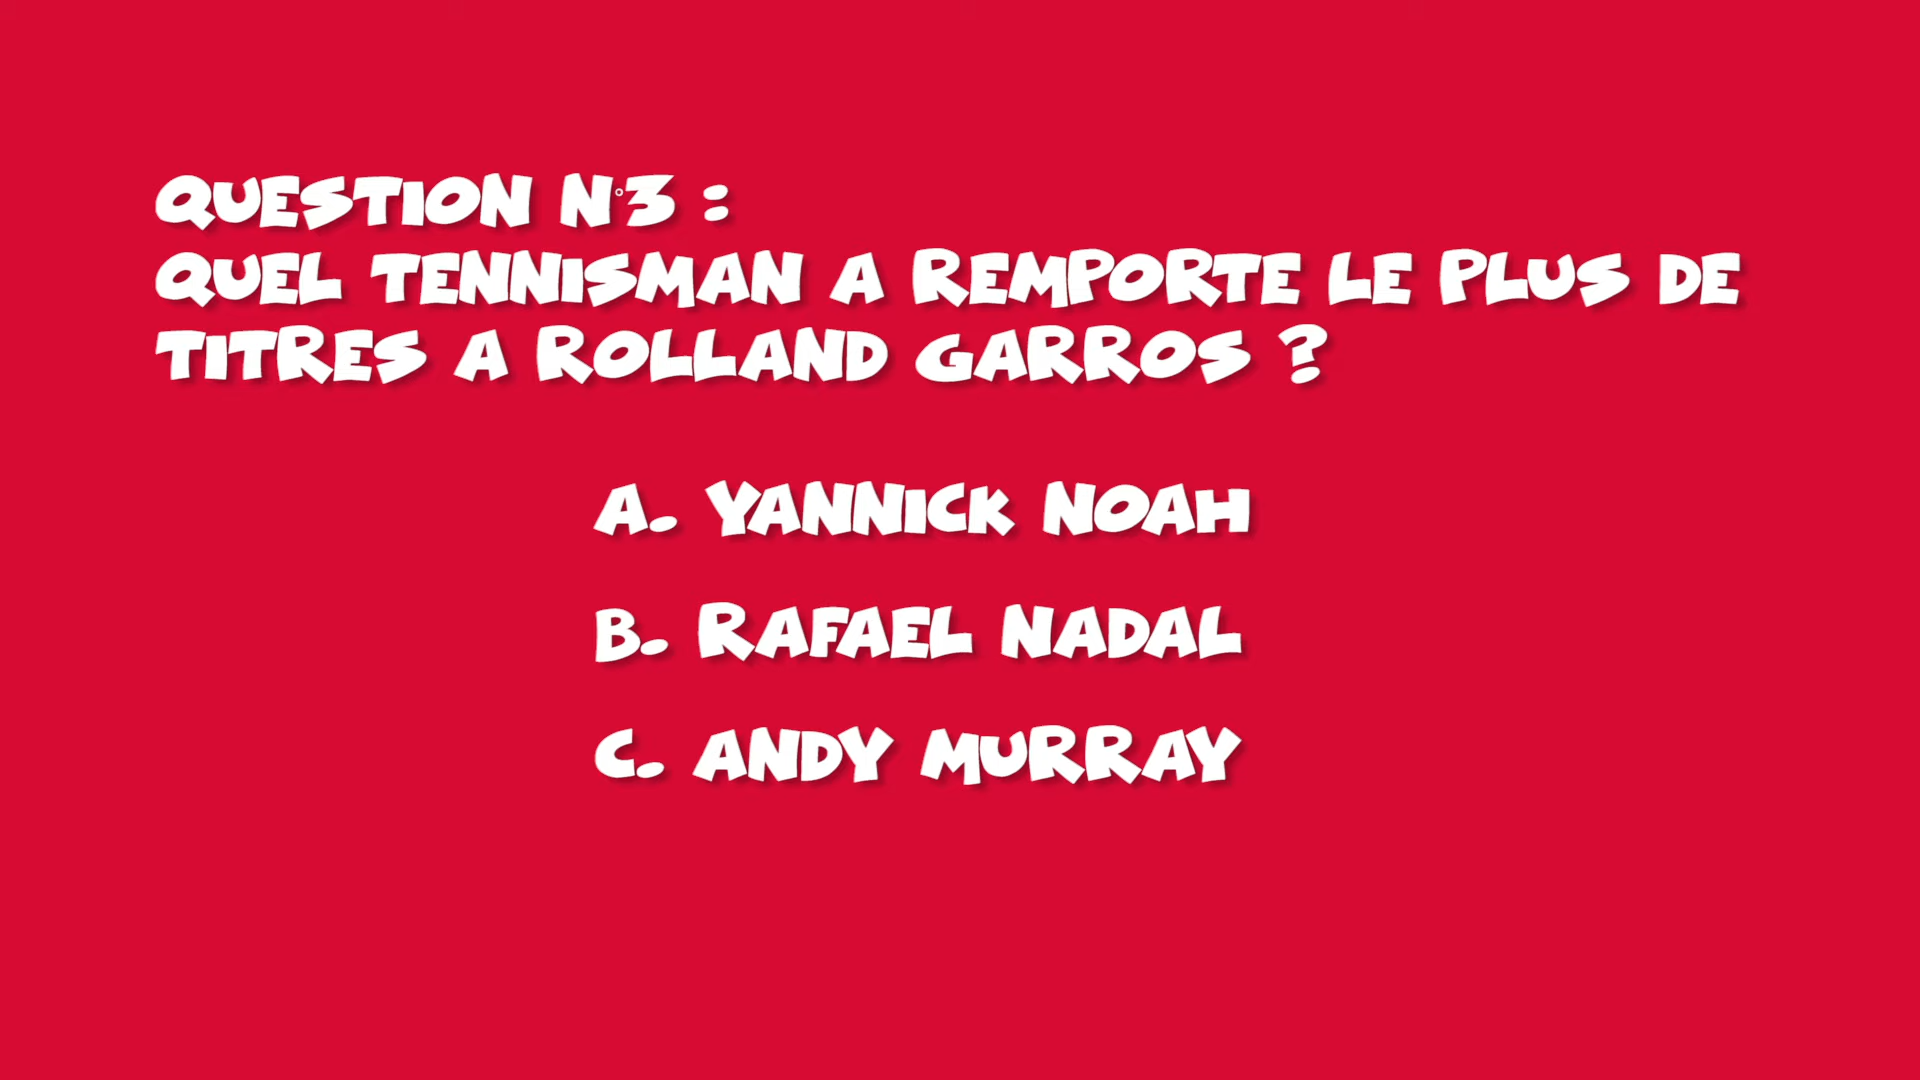 QUESTION N°3 :
QUEL TENNISMAN A REMPORTE LE PLUS DE
TITRES A ROLLAND GARROS ?
A. YANNICK NOAH
B. RAFAEL NADAL
C. ANDY MURRAY